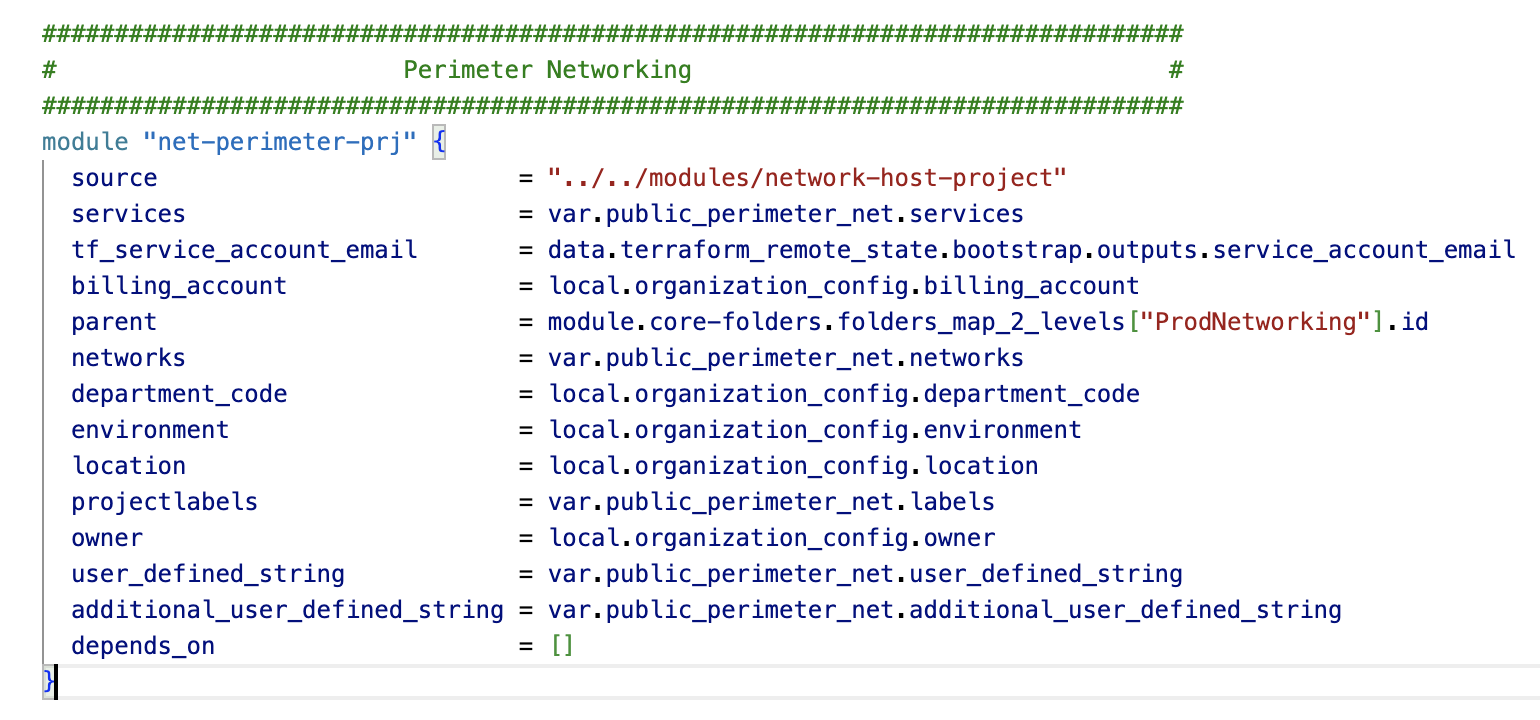 ###############################################################################
#                        Perimeter Networking                                 #
###############################################################################
module "net-perimeter-prj" {
  source                         = "../../modules/network-host-project"
  services                       = var.public_perimeter_net.services
  tf_service_account_email       = data.terraform_remote_state.bootstrap.outputs.service_account_email
  billing_account                = local.organization_config.billing_account
  parent                         = module.core-folders.folders_map_2_levels["ProdNetworking"].id
  networks                       = var.public_perimeter_net.networks
  department_code                = local.organization_config.department_code
  environment                    = local.organization_config.environment
  location                       = local.organization_config.location
  projectlabels                  = var.public_perimeter_net.labels
  owner                          = local.organization_config.owner
  user_defined_string            = var.public_perimeter_net.user_defined_string
  additional_user_defined_string = var.public_perimeter_net.additional_user_defined_string
  depends_on                     = []
}